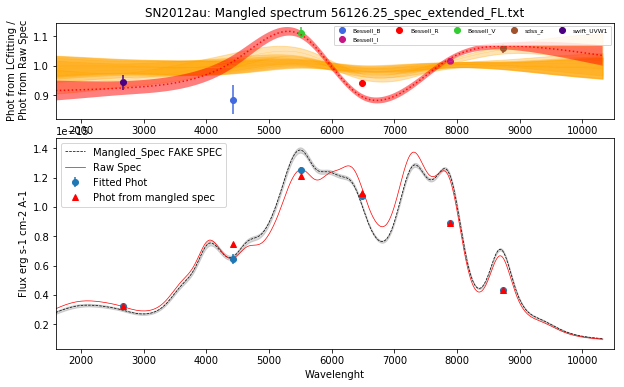 SN2012au: Mangled spectrum 56126.25_spec_extended_FL.txt
Phot from LCfitting /
Phot from Raw Spec
1.1
1.0
0.9
Bessell_B
Bessell_R
Bessell_V
sdss_z
swift_UVW1
Bessell_I
2000 3000 4000 5000 6000 7000 8000 9000 10000
1e−15
Flux erg s-1 cm-2 A-1
1.4
1.2
1.0
0.8
0.6
0.4
0.2
Mangled_Spec FAKE SPEC
Raw Spec
Fitted Phot
Phot from mangled spec
2000 3000 4000 5000 6000 7000 8000 9000 10000
Wavelenght